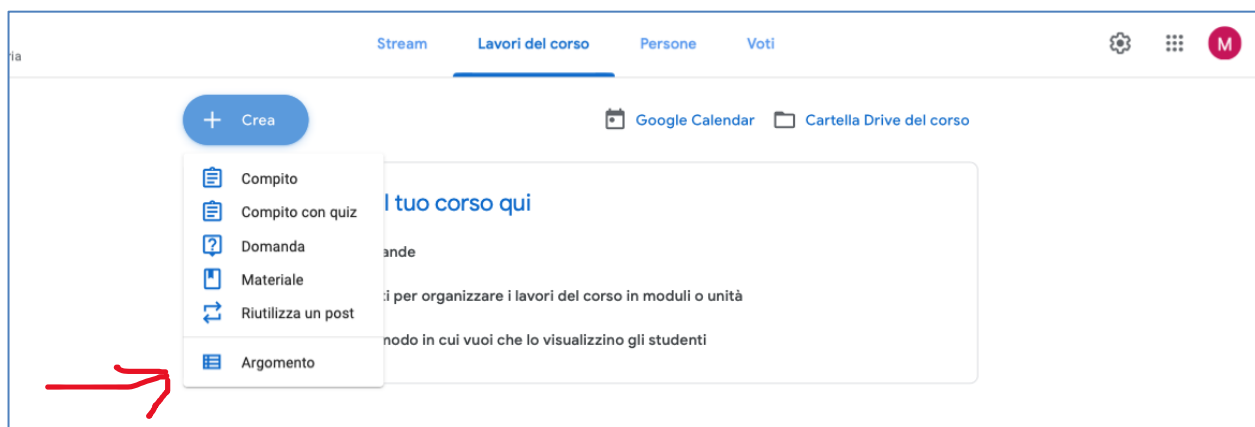 Stream Lavori del corso Persone Voti
ria
M
Crea
Google Calendar Cartella Drive del corso
Compito
Compito con quiz
Domanda
Materiale
Riutilizza un post
Argomento
l tuo corso qui
ande
ti per organizzare i lavori del corso in moduli o unità
modo in cui vuoi che lo visualizzino gli studenti